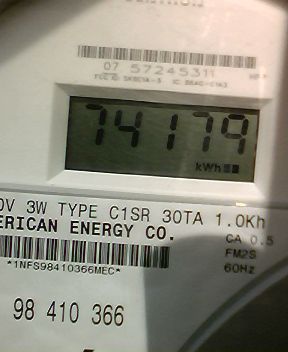 07 57245311
74179
kWh
0V 3W TYPE C1SR 30TA 1.0Kh
ERICAN ENERGY CO.
CA 0.5
FM2S
60Hz
*1NFS98410366MEC*
98 410 366